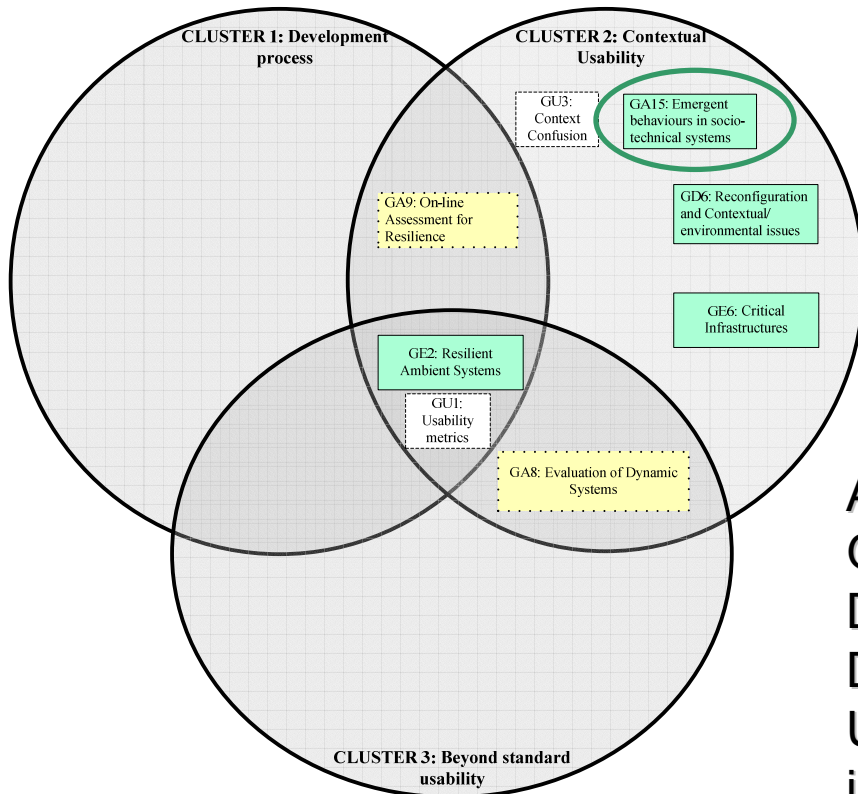 CLUSTER 1: Development
process
CLUSTER 2: Contextual
Usability
GU3:
Context
Confusion
GA15: Emergent
behaviours in socio-
technical systems
GA9: On-line
Assessment for
Resilience
GD6: Reconfiguration
and Contextual/
environmental issues
GE6: Critical
Infrastructures
GE2: Resilient
Ambient Systems
GU1:
Usability
metrics
GA8: Evaluation of Dynamic
Systems
CLUSTER 3: Beyond standard
usability